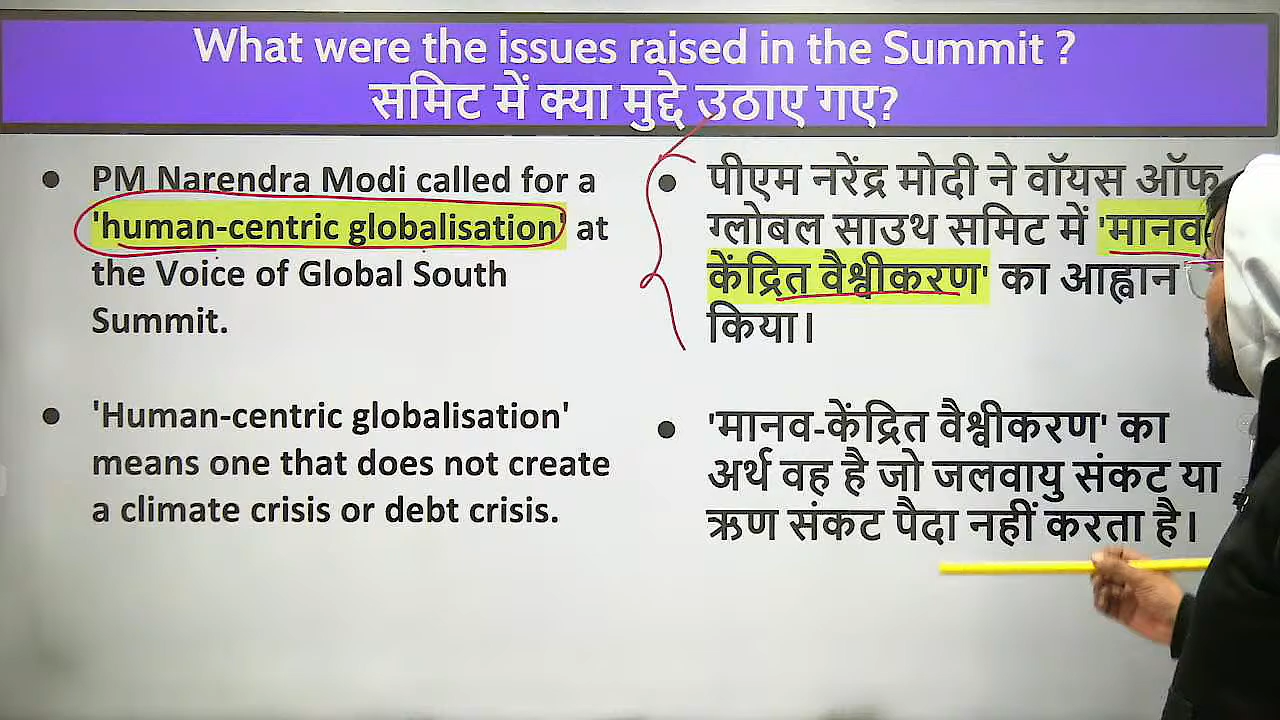 What were the issues raised in the Summit ?
समिट में क्या मुद्दे उठाए गए?
• PM Narendra Modi called for a
'human-centric globalisation' at
the Voice of Global South
Summit.
• 'Human-centric globalisation'
means one that does not create
a climate crisis or debt crisis.
• पीएम नरेंद्र मोदी ने वॉयस ऑफ
ग्लोबल साउथ समिट में 'मानव-
केंद्रित वैश्वीकरण' का आह्वान
किया।
• 'मानव-केंद्रित वैश्वीकरण' का
अर्थ वह है जो जलवायु संकट या
ऋण संकट पैदा नहीं करता है।